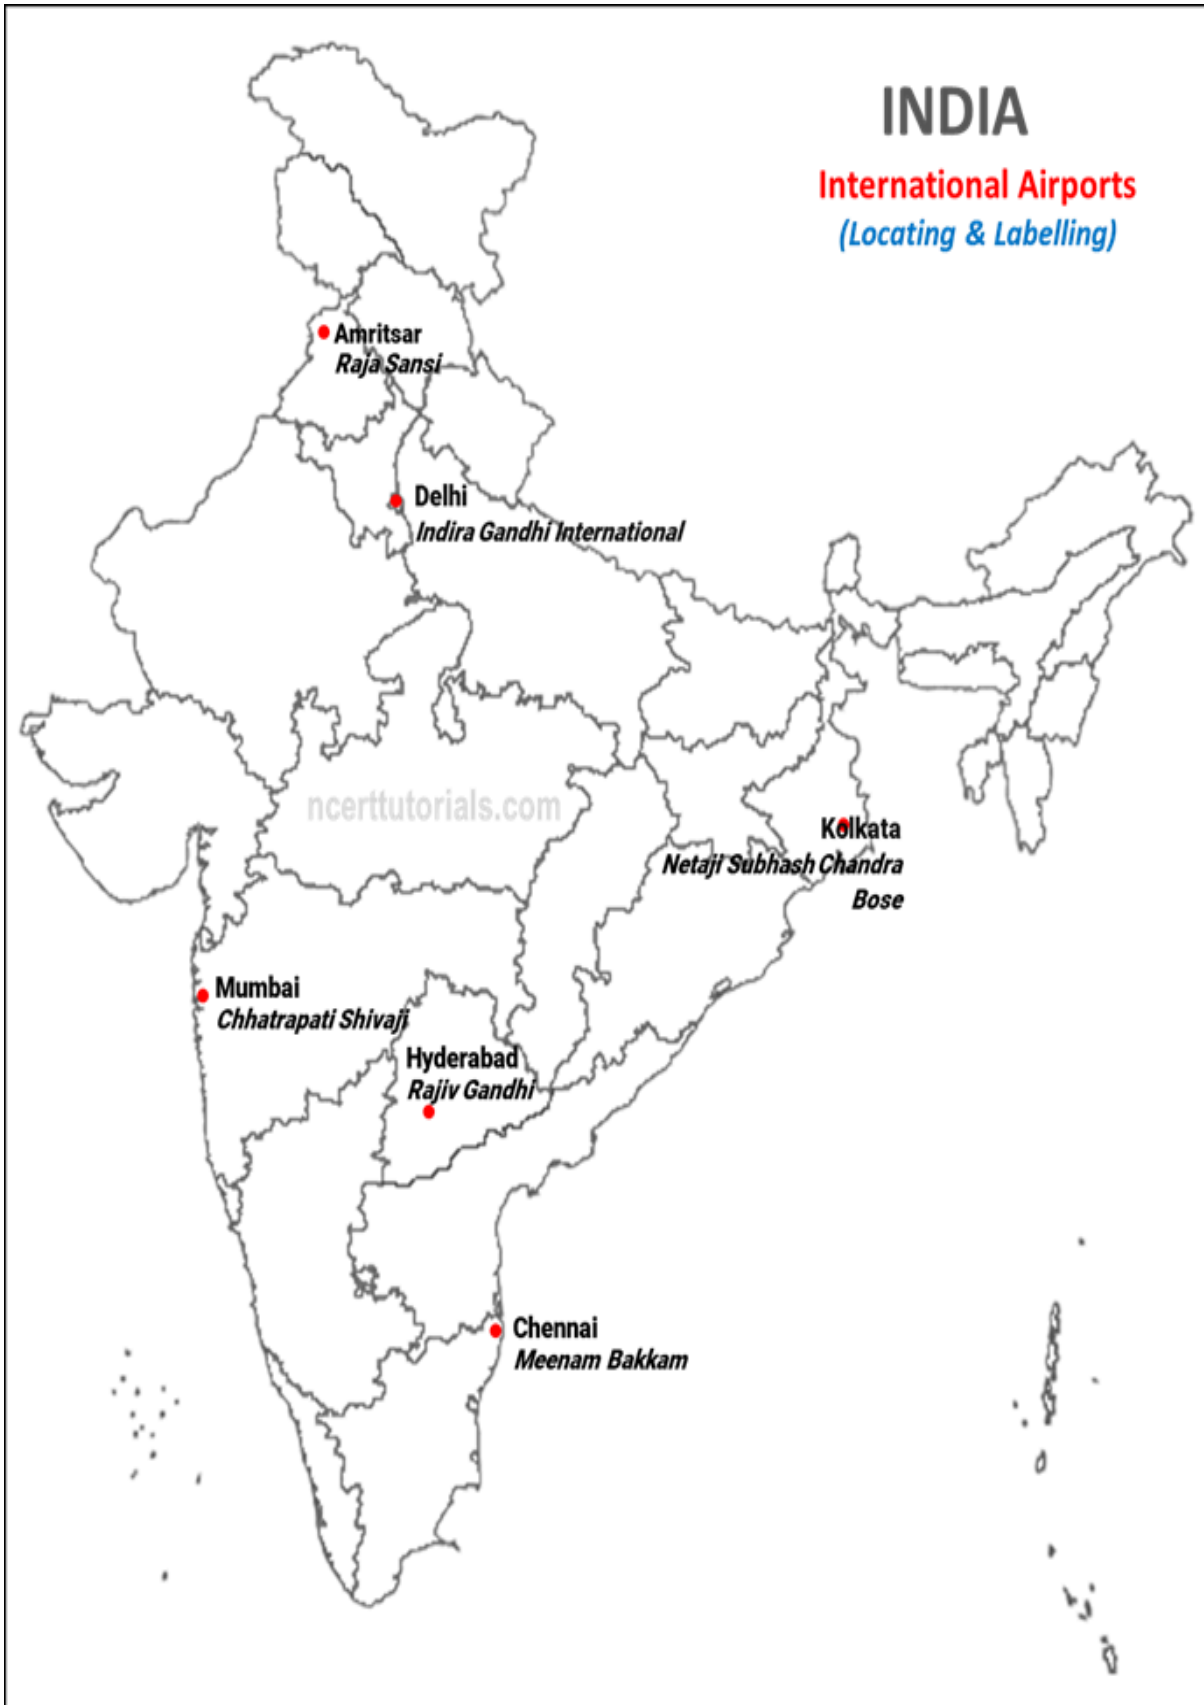 INDIA
International Airports
(Locating & Labelling)
Amritsar
Raja Sansi
Delhi
Indira Gandhi International
ncerttutorials.com
Kolkata
Netaji Subhash Chandra
Bose
Mumbai
Chhatrapati Shivaji
Hyderabad
Rajiv Gandhi
Chennai
Meenam Bakkam